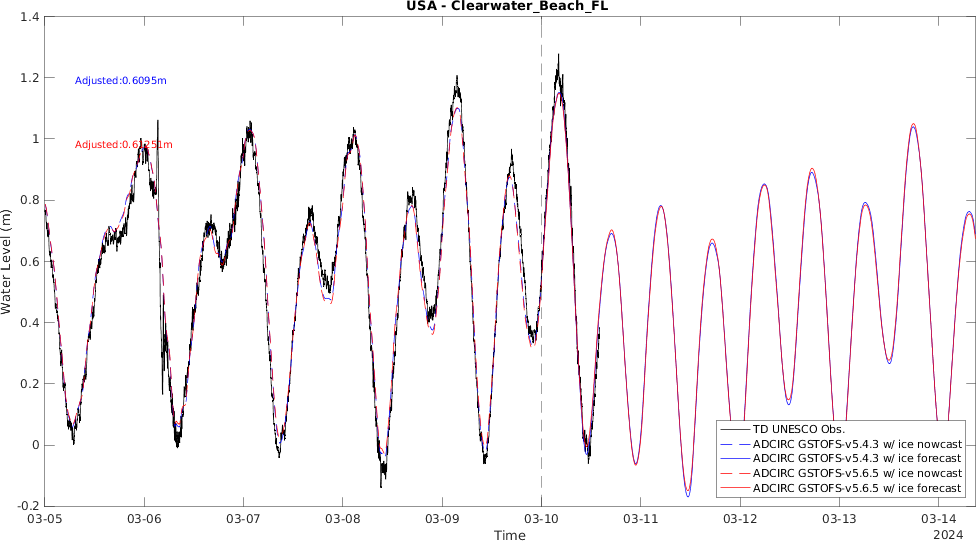 USA - Clearwater_Beach_FL
1.4
1.2
1
0.8
0.6
0.4
0.2
0
-0.2
Water Level (m)
Adjusted:0.6095m
Adjusted:0.61251m
TD UNESCO Obs.
ADCIRC GSTOFS-v5.4.3 w/ ice nowcast
ADCIRC GSTOFS-v5.4.3 w/ ice forecast
ADCIRC GSTOFS-v5.6.5 w/ ice nowcast
ADCIRC GSTOFS-v5.6.5 w/ ice forecast
03-05 03-06 03-07 03-08 03-09 03-10 03-11 03-12 03-13 03-14
Time
2024